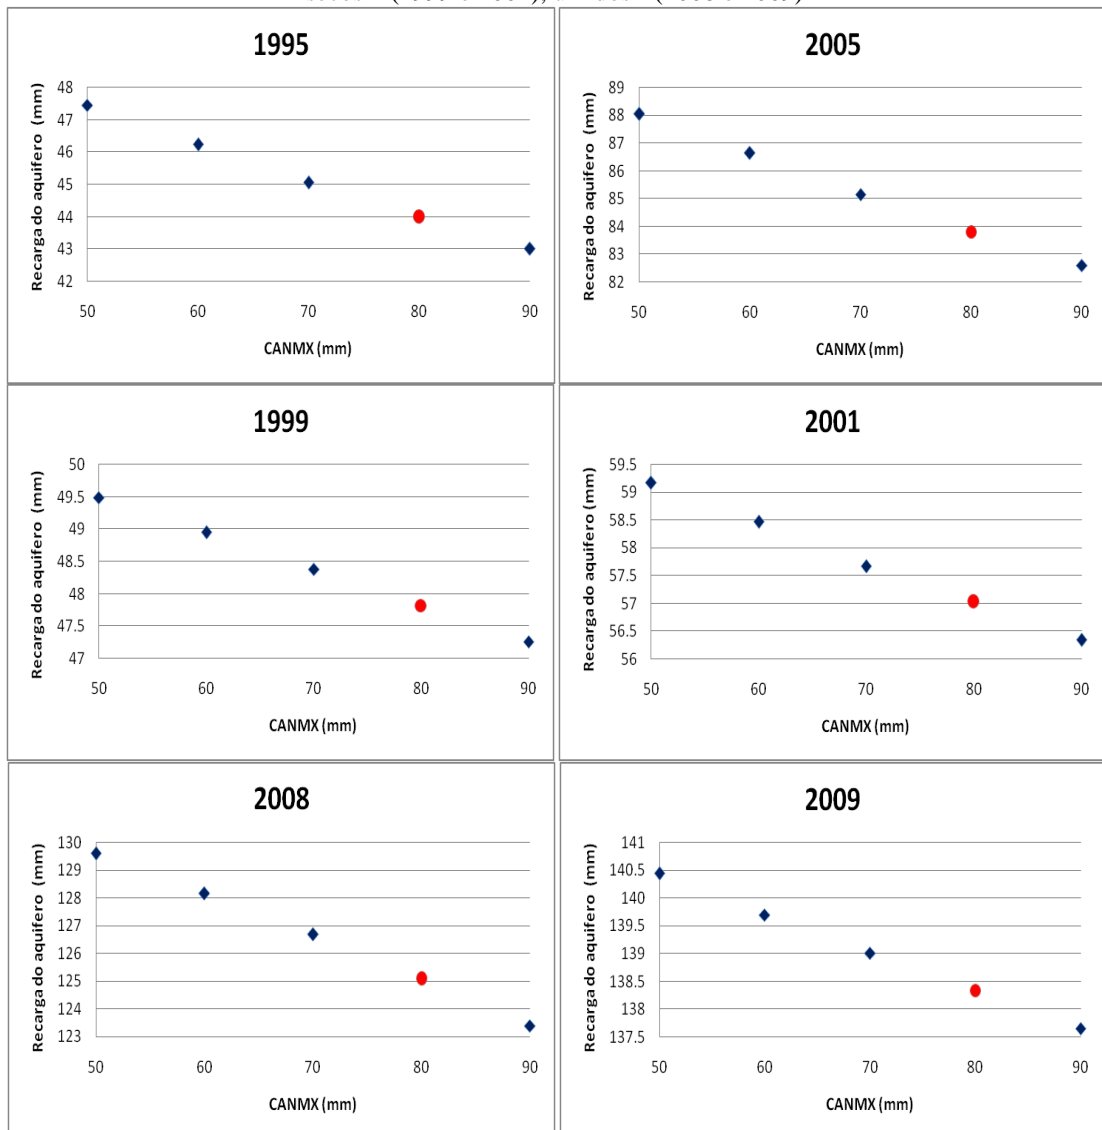 1995
Recarga do aquífero (mm)
48
47
46
45
44
43
42
50 60 70 80 90
CANMX (mm)
2005
Recarga do aquífero (mm)
89
88
87
86
85
84
83
82
50 60 70 80 90
CANMX (mm)
1999
Recarga do aquífero (mm)
50
49.5
49
48.5
48
47.5
47
50 60 70 80 90
CANMX (mm)
2001
Recarga do aquífero (mm)
59.5
59
58.5
58
57.5
57
56.5
56
50 60 70 80 90
CANMX (mm)
2008
Recarga do aquífero (mm)
130
129
128
127
126
125
124
123
50 60 70 80 90
CANMX (mm)
2009
Recarga do aquífero (mm)
141
140.5
140
139.5
139
138.5
138
137.5
50 60 70 80 90
CANMX (mm)